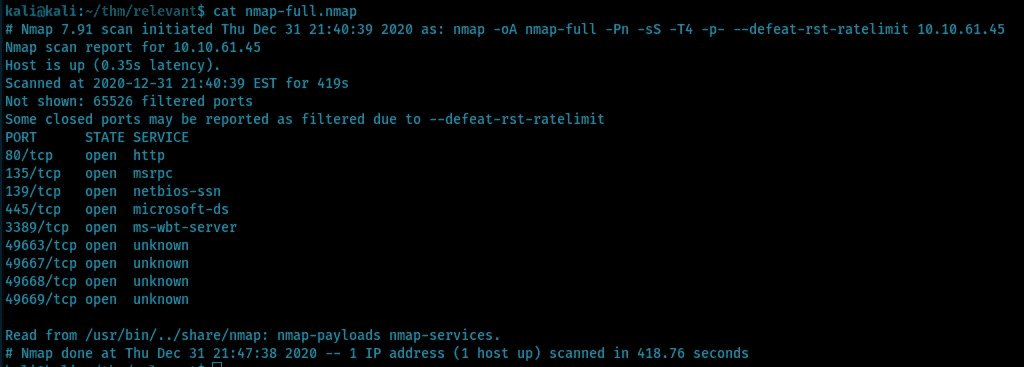 kali@kali:~/thm/relevant$ cat nmap-full.nmap
# Nmap 7.91 scan initiated Thu Dec 31 21:40:39 2020 as: nmap -oA nmap-full -Pn -sS -T4 -p- --defeat-rst-ratelimit 10.10.61.45
Nmap scan report for 10.10.61.45
Host is up (0.35s latency).
Scanned at 2020-12-31 21:40:39 EST for 419s
Not shown: 65526 filtered ports
Some closed ports may be reported as filtered due to --defeat-rst-ratelimit
PORT      STATE SERVICE
80/tcp    open  http
135/tcp   open  msrpc
139/tcp   open  netbios-ssn
445/tcp   open  microsoft-ds
3389/tcp  open  ms-wbt-server
49663/tcp open  unknown
49667/tcp open  unknown
49668/tcp open  unknown
49669/tcp open  unknown
Read from /usr/bin/../share/nmap: nmap-payloads nmap-services.
# Nmap done at Thu Dec 31 21:47:38 2020 -- 1 IP address (1 host up) scanned in 418.76 seconds